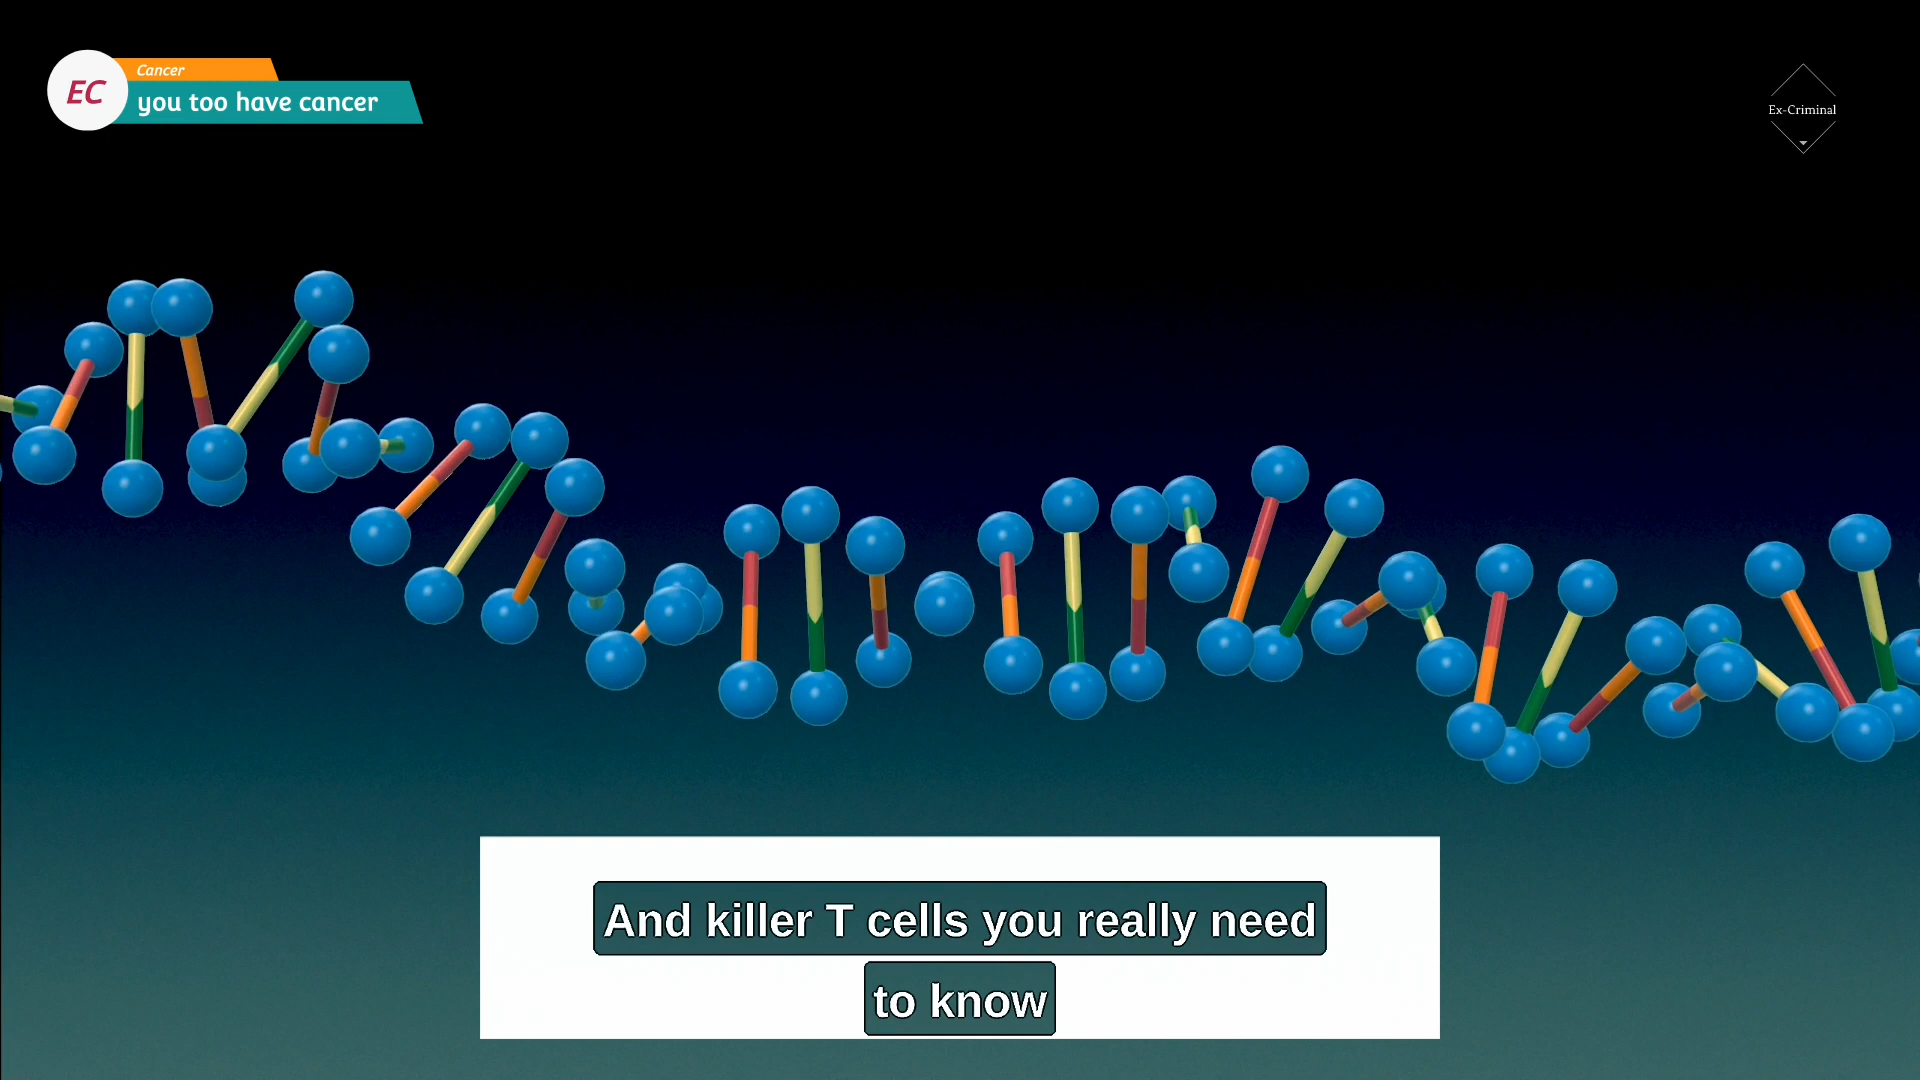 EC
Cancer
you too have cancer
Ex-Criminal
And killer T cells you really need
to know